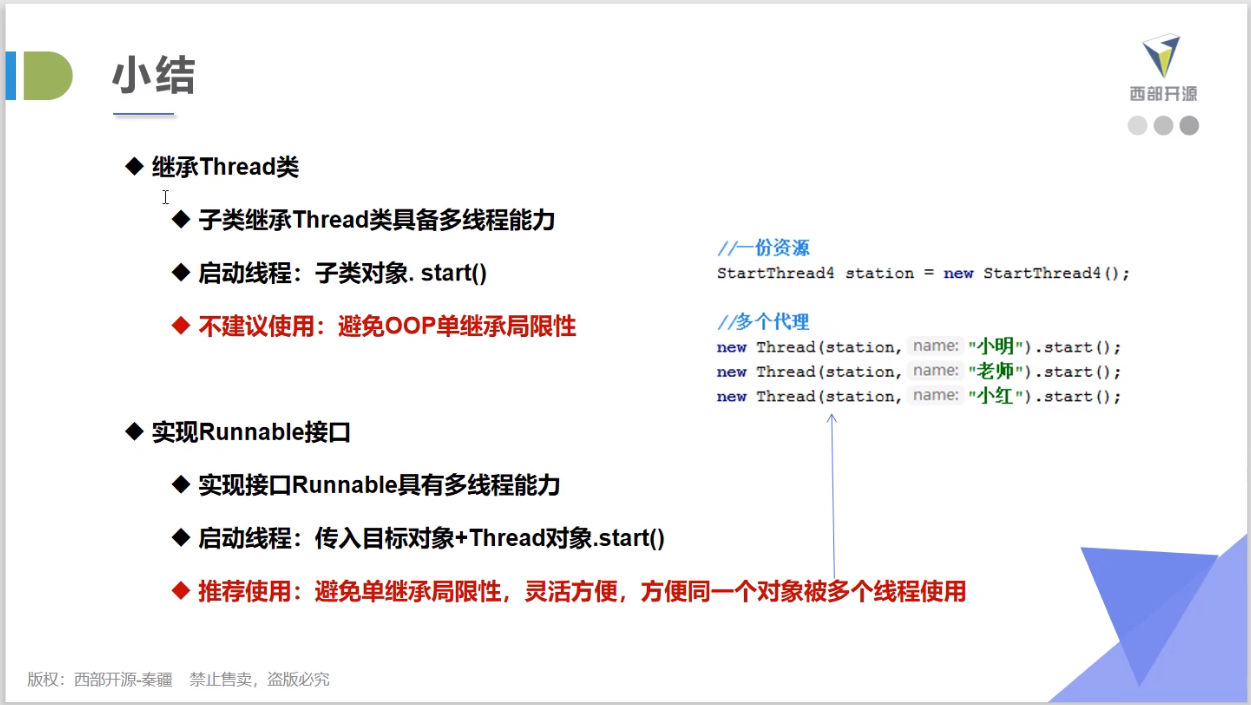 小结
西部开源
继承Thread类
子类继承Thread类具备多线程能力
启动线程：子类对象. start()
不建议使用：避免OOP单继承局限性
//一份资源
StartThread4 station = new StartThread4();
//多个代理
new Thread(station, name: "小明").start();
new Thread(station, name: "老师").start();
new Thread(station, name: "小红").start();
实现Runnable接口
实现接口Runnable具有多线程能力
启动线程：传入目标对象+Thread对象.start()
推荐使用：避免单继承局限性，灵活方便，方便同一个对象被多个线程使用
版权：西部开源-秦疆 禁止售卖，盗版必究